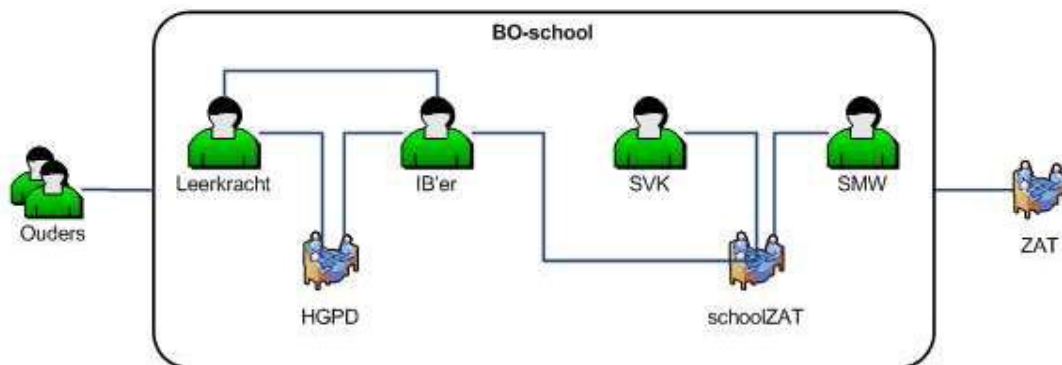 BO-school
Leerkracht
IB'er
SVK
SMW
Ouders
ZAT
HGPD
schoolZAT